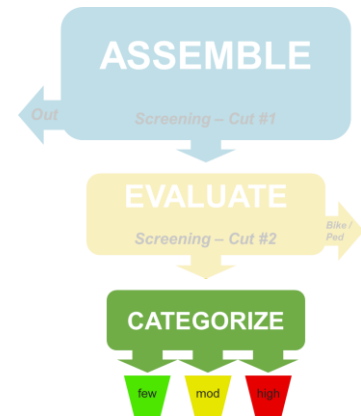 ASSEMBLE
Out
Screening – Cut #1
EVALUATE
Screening – Cut #2
Bike /
Ped
CATEGORIZE
few
mod
high